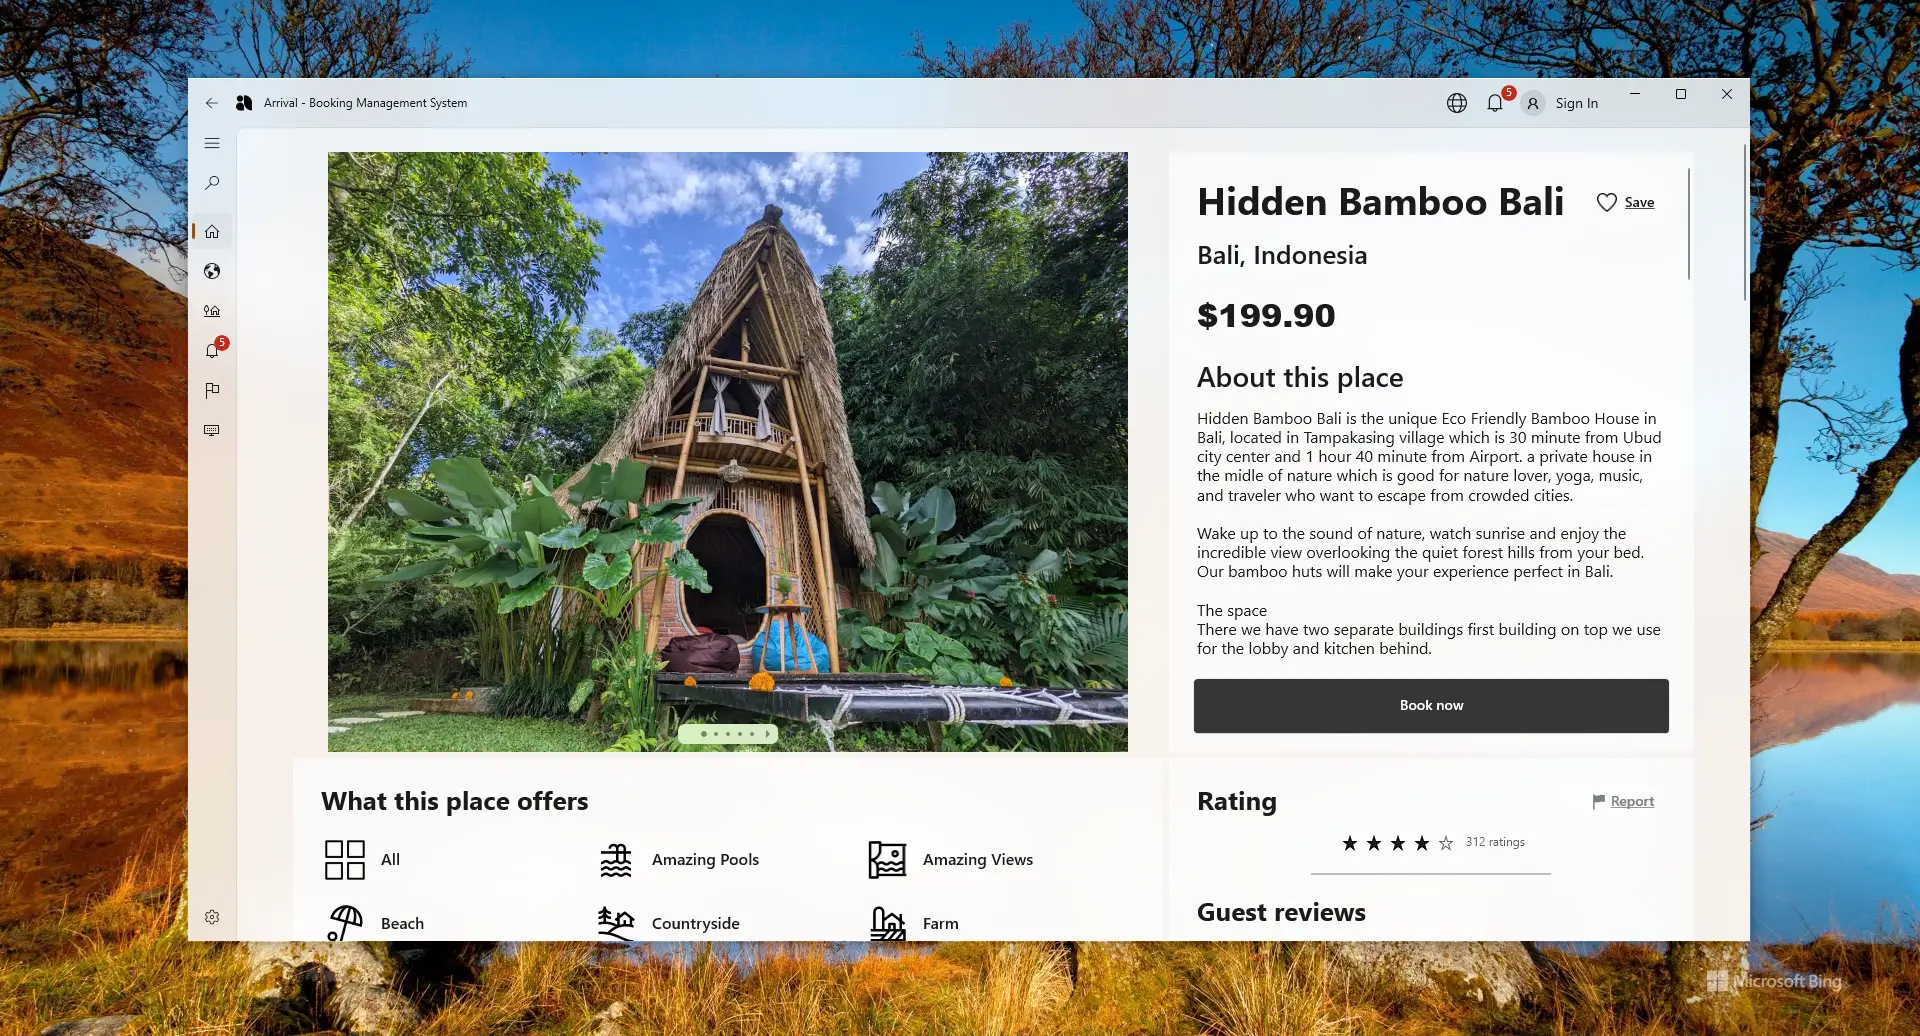 Arrival - Booking Management System
5
Sign In
5
Hidden Bamboo Bali
Save
Bali, Indonesia
$199.90
About this place
Hidden Bamboo Bali is the unique Eco Friendly Bamboo House in
Bali, located in Tampakasing village which is 30 minute from Ubud
city center and 1 hour 40 minute from Airport. a private house in
the midle of nature which is good for nature lover, yoga, music,
and traveler who want to escape from crowded cities.
Wake up to the sound of nature, watch sunrise and enjoy the
incredible view overlooking the quiet forest hills from your bed.
Our bamboo huts will make your experience perfect in Bali.
The space
There we have two separate buildings first building on top we use
for the lobby and kitchen behind.
Book now
What this place offers
All
Amazing Pools
Amazing Views
Beach
Countryside
Farm
Rating
Report
312 ratings
Guest reviews
Microsoft Bing